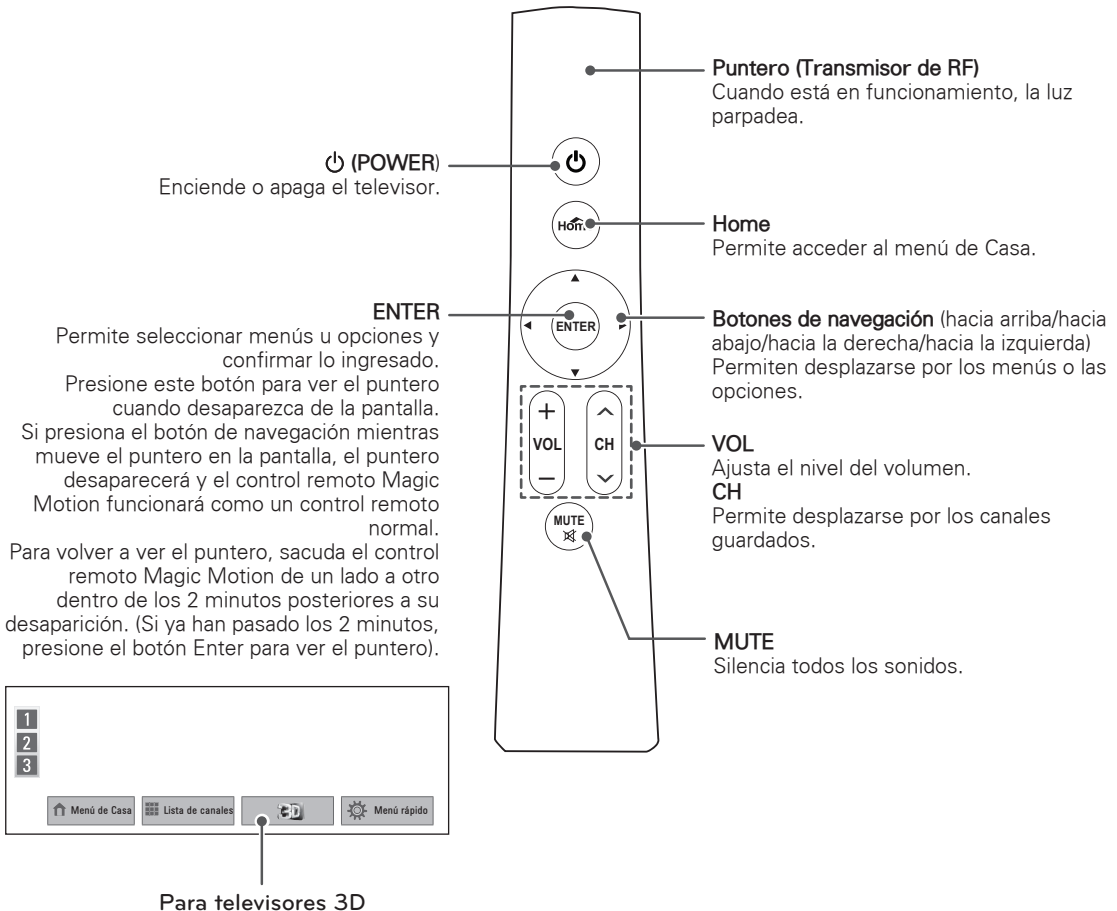 Puntero (Transmisor de RF)
Cuando está en funcionamiento, la luz
parpadea.
(POWER)
Enciende o apaga el televisor.
Home
Permite acceder al menú de Casa.
ENTER
Permite seleccionar menús u opciones y
confirmar lo ingresado.
Presione este botón para ver el puntero
cuando desaparezca de la pantalla.
Si presiona el botón de navegación mientras
mueve el puntero en la pantalla, el puntero
desaparecerá y el control remoto Magic
Motion funcionará como un control remoto
normal.
Para volver a ver el puntero, sacuda el control
remoto Magic Motion de un lado a otro
dentro de los 2 minutos posteriores a su
desaparición. (Si ya han pasado los 2 minutos,
presione el botón Enter para ver el puntero).
ENTER
VOL
CH
MUTE
Botones de navegación (hacia arriba/hacia
abajo/hacia la derecha/hacia la izquierda)
Permiten desplazarse por los menús o las
opciones.
VOL
Ajusta el nivel del volumen.
CH
Permite desplazarse por los canales
guardados.
MUTE
Silencia todos los sonidos.
1
2
3
Menú de Casa
Lista de canales
3D
Menú rápido
Para televisores 3D